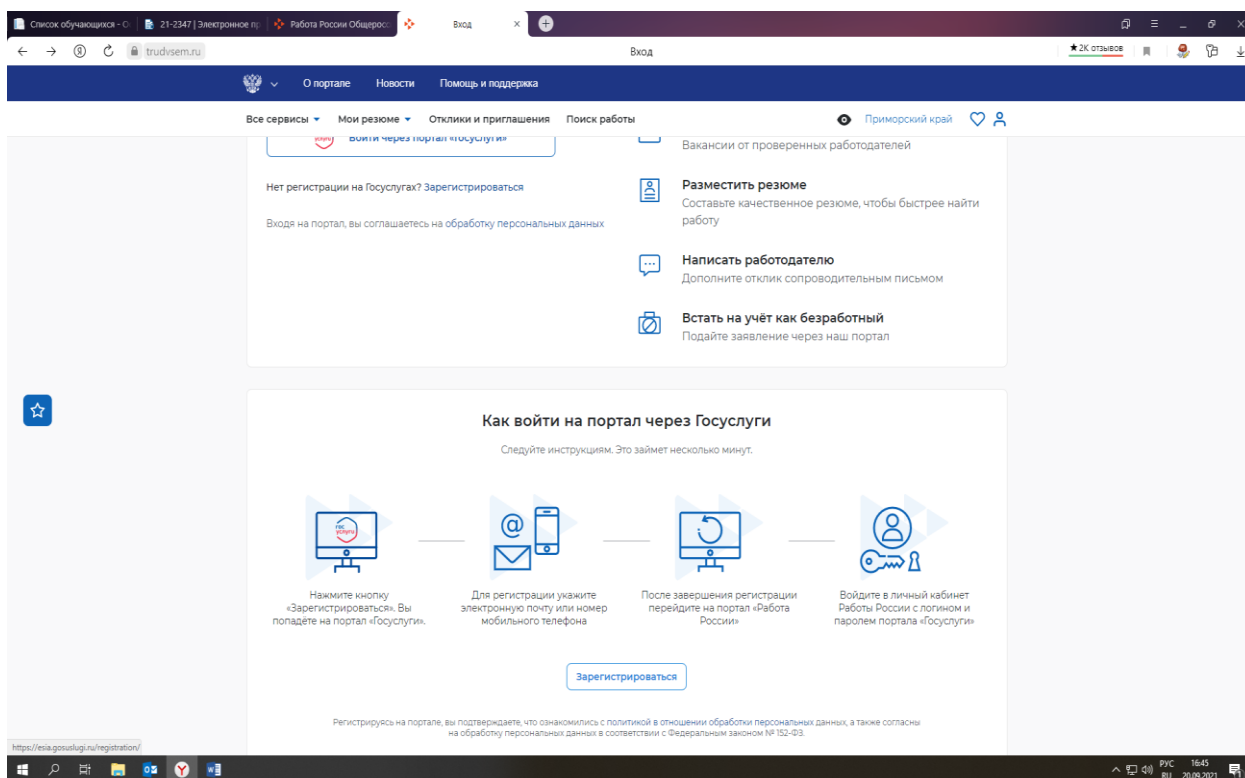 Список обучающихся - О
21-2347 | Электронное пр
Работа России Общерос
Вход
trudvsem.ru
Вход
★2К отзывов
О портале
Новости
Помощь и поддержка
Все сервисы
Мои резюме
Отклики и приглашения
Поиск работы
Приморский край
Войти через портал «Госуслуги»
Нет регистрации на Госуслугах? Зарегистрироваться
Входя на портал, вы соглашаетесь на обработку персональных данных
Вакансии от проверенных работодателей
Разместить резюме
Составьте качественное резюме, чтобы быстрее найти
работу
Написать работодателю
Дополните отклик сопроводительным письмом
Встать на учёт как безработный
Подайте заявление через наш портал
Как войти на портал через Госуслуги
Следуйте инструкциям. Это займет несколько минут.
гос
услуги
Нажмите кнопку
«Зарегистрироваться». Вы
попадёте на портал «Госуслуги».
Для регистрации укажите
электронную почту или номер
мобильного телефона
После завершения регистрации
перейдите на портал «Работа
России»
Войдите в личный кабинет
Работы России с логином и
паролем портала «Госуслуги»
Зарегистрироваться
Регистрируясь на портале, вы подтверждаете, что ознакомились с политикой в отношении обработки персональных данных, а также согласны
на обработку персональных данных в соответствии с Федеральным законом № 152-ФЗ.
https://esia.gosuslugi.ru/registration/
РУС
RU
16:45
20.09.2021